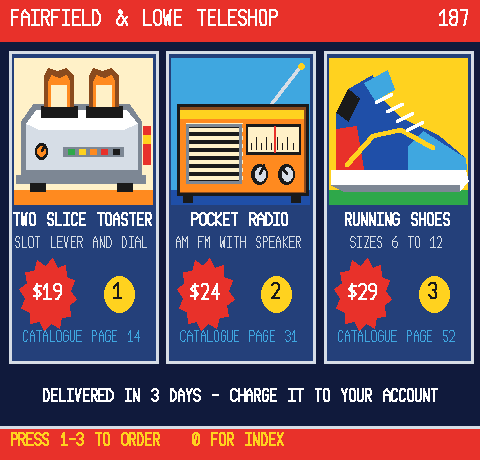 FAIRFIELD & LOWE TELESHOP 187
TWO SLICE TOASTER
SLOT LEVER AND DIAL
$19 1
CATALOGUE PAGE 14
POCKET RADIO
AM FM WITH SPEAKER
$24 2
CATALOGUE PAGE 31
RUNNING SHOES
SIZES 6 TO 12
$29 3
CATALOGUE PAGE 52
DELIVERED IN 3 DAYS - CHARGE IT TO YOUR ACCOUNT
PRESS 1-3 TO ORDER 0 FOR INDEX